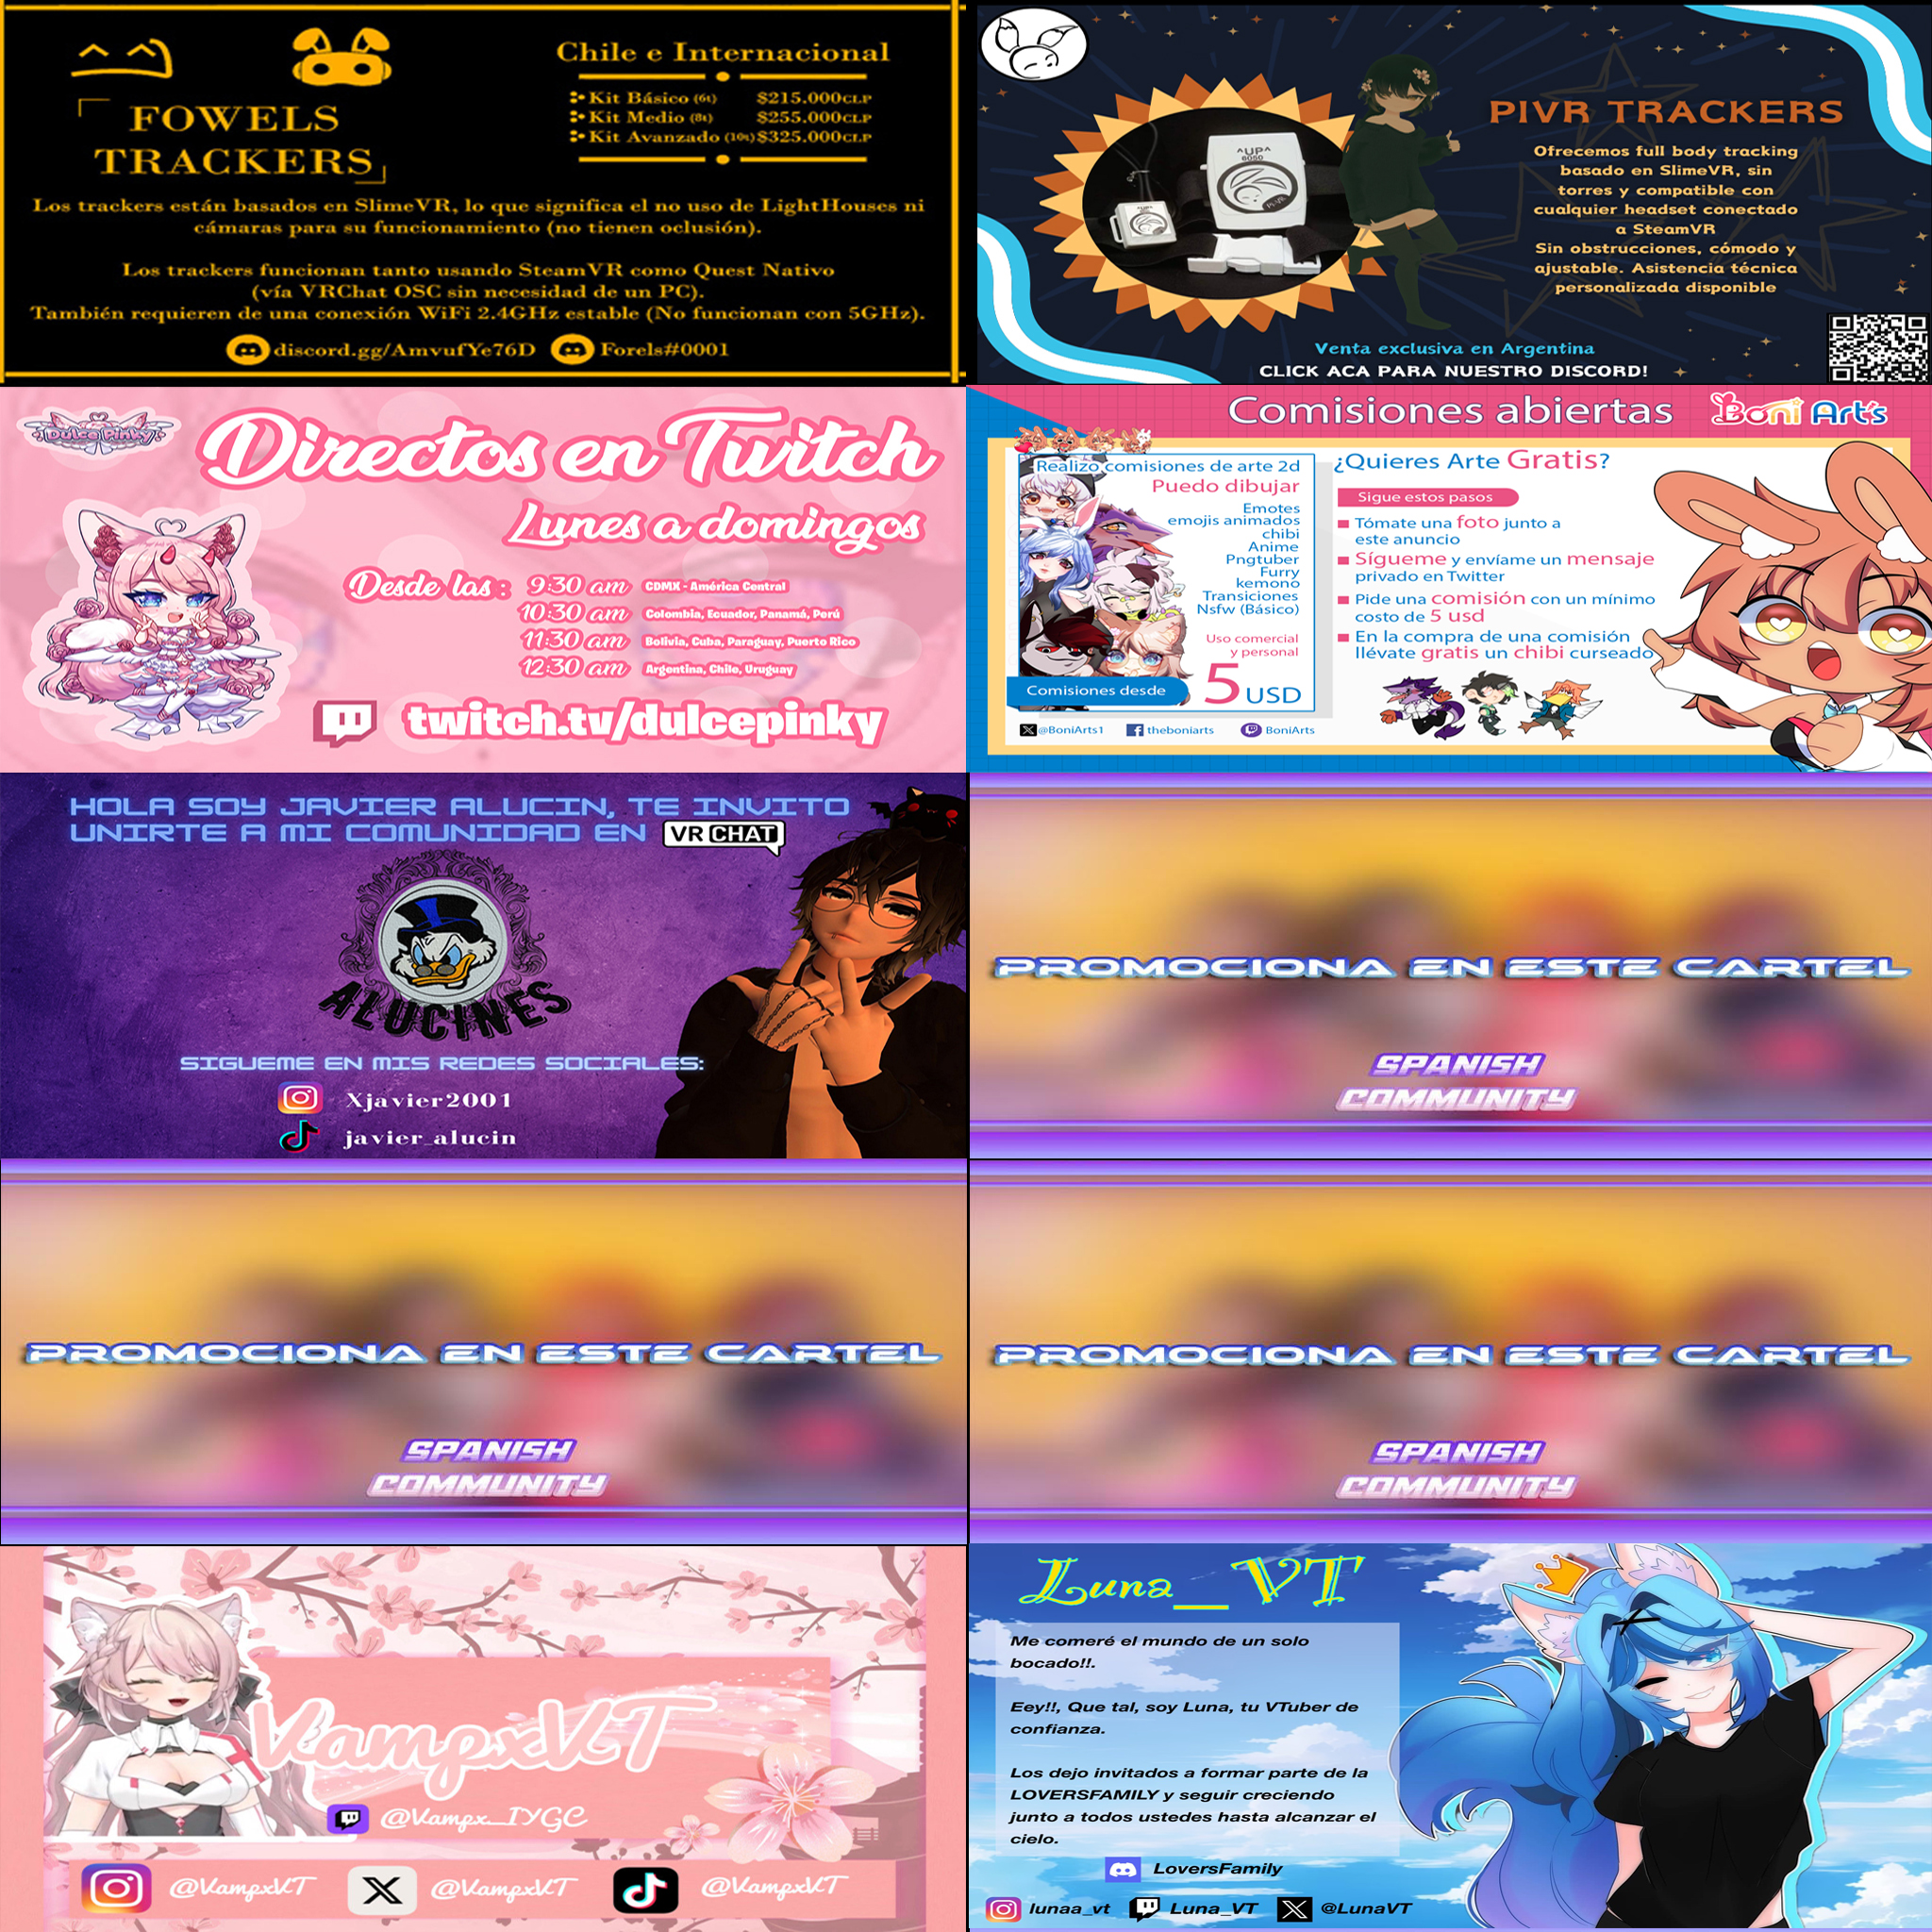 FOWELS
TRACKERS
Chile e Internacional
Kit Básico (6t) $215.000CLP
Kit Medio (8t) $255.000CLP
Kit Avanzado (10t) $325.000CLP
Los trackers están basados en SlimeVR, lo que significa el no uso de LightHouses ni
cámaras para su funcionamiento (no tienen oclusión).
Los trackers funcionan tanto usando SteamVR como Quest Nativo
(vía VRChat OSC sin necesidad de un PC).
También requieren de una conexión WiFi 2.4GHz estable (No funcionan con 5GHz).
discord.gg/AmvufYe76D Forels#0001
^UP^
6050
PI-VR
PIVR TRACKERS
Ofrecemos full body tracking
basado en SlimeVR, sin
torres y compatible con
cualquier headset conectado
a SteamVR
Sin obstrucciones, cómodo y
ajustable. Asistencia técnica
personalizada disponible
Venta exclusiva en Argentina
CLICK ACA PARA NUESTRO DISCORD!
Dulce Pinky
Directos en Twitch
Lunes a domingos
Desde las: 9:30 am CDMX - América Central
10:30 am Colombia, Ecuador, Panamá, Perú
11:30 am Bolivia, Cuba, Paraguay, Puerto Rico
12:30 am Argentina, Chile, Uruguay
twitch.tv/dulcepinky
Comisiones abiertas
Boni Art's
Realizo comisiones de arte 2d
Puedo dibujar
Emotes
emojis animados
chibi
Anime
Pngtuber
Furry
kemono
Transiciones
Nsfw (Básico)
Uso comercial
y personal
Comisiones desde 5 USD
@BoniArts1 theboniarts BoniArts
¿Quieres Arte Gratis?
Sigue estos pasos
Tómate una foto junto a
este anuncio
Sígueme y envíame un mensaje
privado en Twitter
Pide una comisión con un mínimo
costo de 5 usd
En la compra de una comisión
llévate gratis un chibi curseado
HOLA SOY JAVIER ALUCIN, TE INVITO
UNIRTE A MI COMUNIDAD EN VRCHAT
ALUCINES
SIGUEME EN MIS REDES SOCIALES:
Xjavier2001
javier_alucin
PROMOCIONA EN ESTE CARTEL
SPANISH
COMMUNITY
PROMOCIONA EN ESTE CARTEL
SPANISH
COMMUNITY
PROMOCIONA EN ESTE CARTEL
SPANISH
COMMUNITY
VampxVT
@Vampx_IYGC
@VampxVT @VampxVT @VampxVT
Luna_VT
Me comeré el mundo de un solo
bocado!!.
Eey!!, Que tal, soy Luna, tu VTuber de
confianza.
Los dejo invitados a formar parte de la
LOVERSFAMILY y seguir creciendo
junto a todos ustedes hasta alcanzar el
cielo.
LoversFamily
lunaa_vt Luna_VT @LunaVT